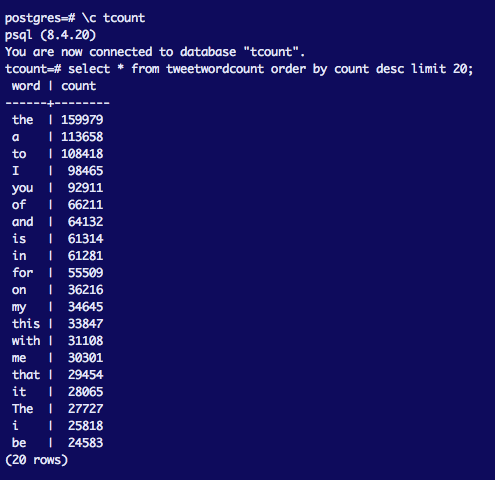 postgres=# \c tcount
psql (8.4.20)
You are now connected to database "tcount".
tcount=# select * from tweetwordcount order by count desc limit 20;
 word | count
------+--------
 the  | 159979
 a    | 113658
 to   | 108418
 I    |  98465
 you  |  92911
 of   |  66211
 and  |  64132
 is   |  61314
 in   |  61281
 for  |  55509
 on   |  36216
 my   |  34645
 this |  33847
 with |  31108
 me   |  30301
 that |  29454
 it   |  28065
 The  |  27727
 i    |  25818
 be   |  24583
(20 rows)